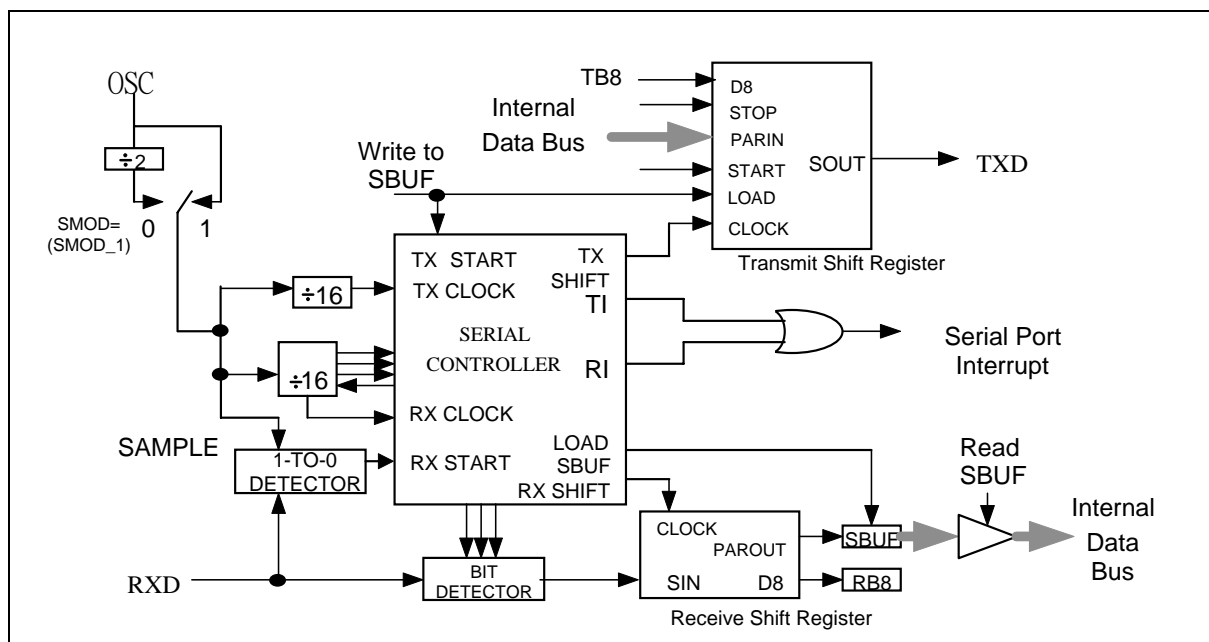 OSC
÷2
SMOD=
(SMOD_1)
0
1
Write to
SBUF
TB8
Internal
Data Bus
D8
STOP
PARIN
START
LOAD
CLOCK
SOUT
TXD
Transmit Shift Register
÷16
÷16
TX START
TX CLOCK
SERIAL
CONTROLLER
RX CLOCK
RX START
TX
SHIFT
TI
RI
LOAD
SBUF
RX SHIFT
Serial Port
Interrupt
SAMPLE
1-TO-0
DETECTOR
RXD
BIT
DETECTOR
CLOCK
PAROUT
SIN
D8
Receive Shift Register
SBUF
RB8
Read
SBUF
Internal
Data
Bus